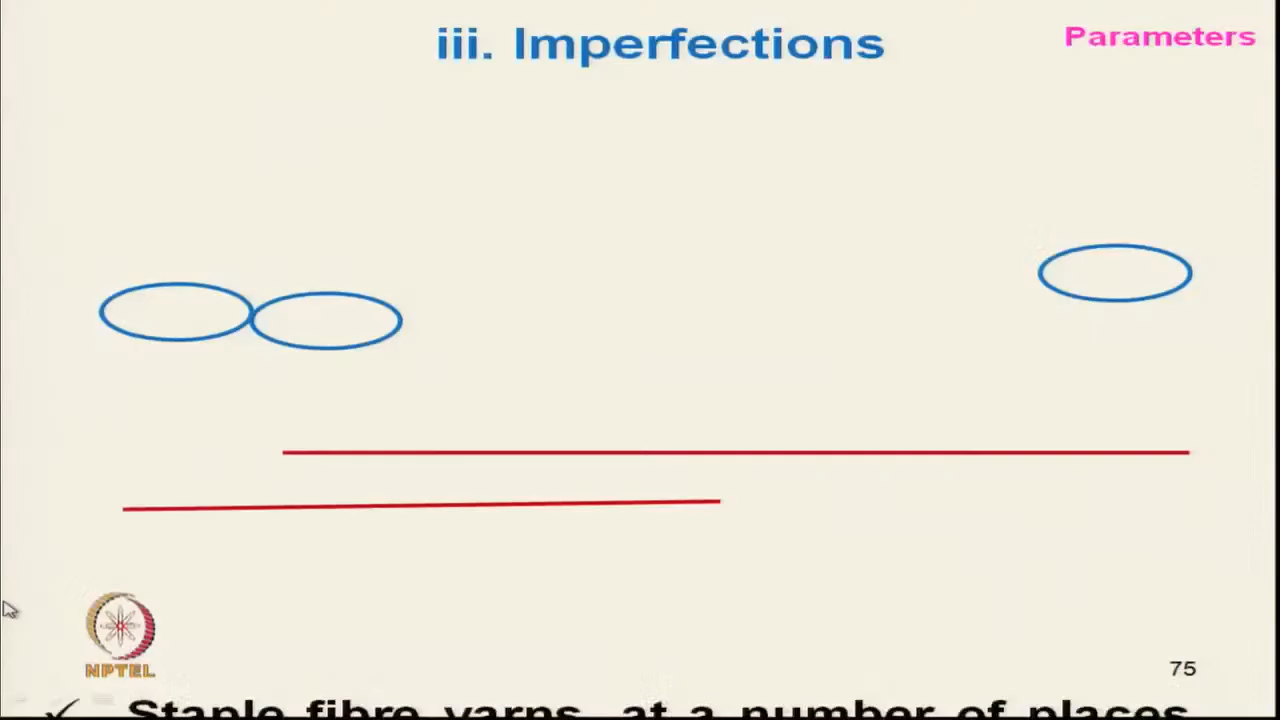 iii. Imperfections
Parameters
NPTEL
75
✓ Staple fibre yarns, at a number of places